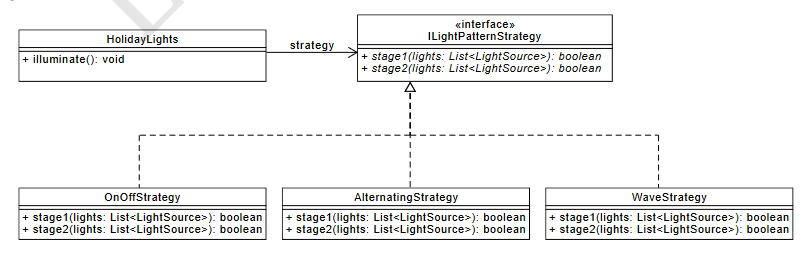 «interface»
HolidayLights
ILightPatternStrategy
strategy
+ illuminate(): void
+ stage1(lights: List<LightSource>): boolean
+ stage2(lights: List<LightSource>): boolean
OnOffStrategy
+ stage1(lights: List<LightSource>): boolean
+ stage2(lights: List<LightSource>): boolean
AlternatingStrategy
+ stage1(lights: List<LightSource>): boolean
+ stage2(lights: List<LightSource>): boolean
WaveStrategy
+ stage1(lights: List<LightSource>): boolean
+ stage2(lights: List<LightSource>): boolean